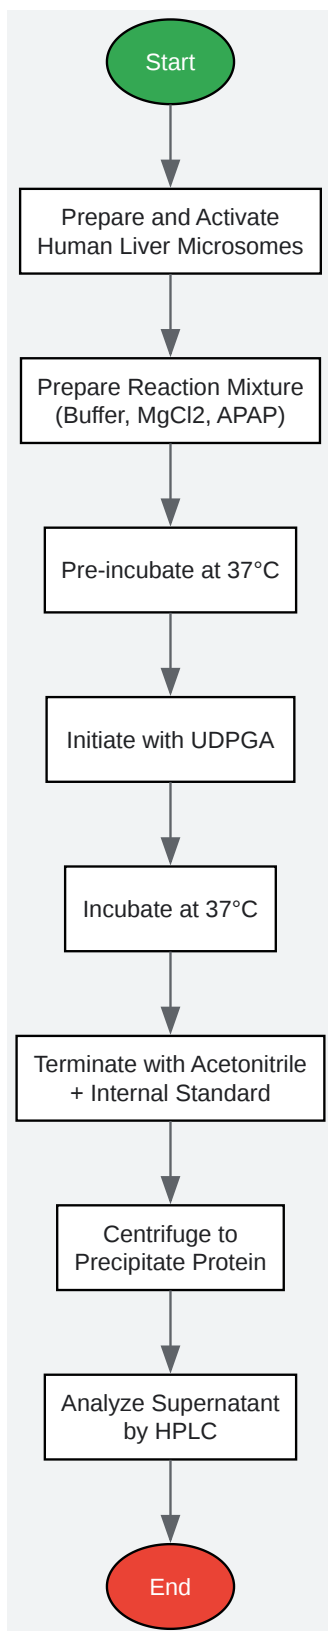 Start
Prepare and Activate
Human Liver Microsomes
Prepare Reaction Mixture
(Buffer, MgCl2, APAP)
Pre-incubate at 37°C
Initiate with UDPGA
Incubate at 37°C
Terminate with Acetonitrile
+ Internal Standard
Centrifuge to
Precipitate Protein
Analyze Supernatant
by HPLC
End